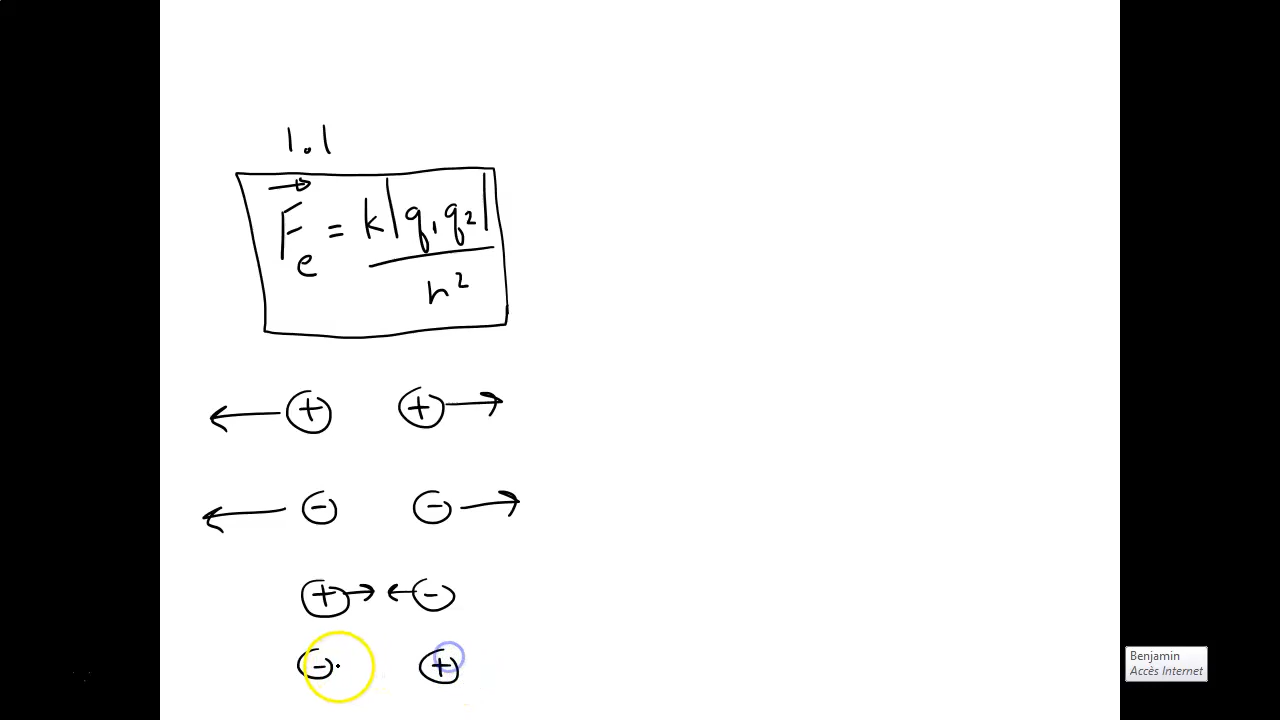 1.1
F⃗e = k|q₁q₂| / r²
← ⊕ ⊕ →
← ⊖ ⊖ →
⊕ → ← ⊖
⊖ ⊕
Benjamin
Accès Internet